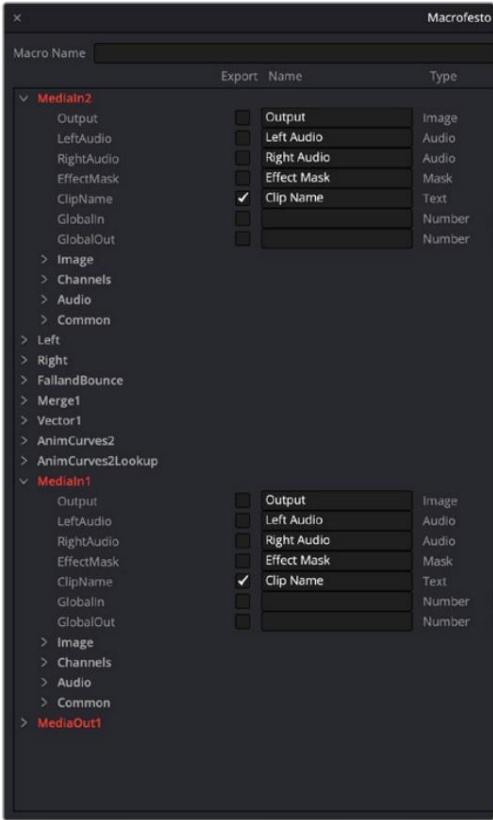 Macrofesto
Macro Name
Export Name Type
MediaIn2
Output Output Image
LeftAudio Left Audio Audio
RightAudio Right Audio Audio
EffectMask Effect Mask Mask
ClipName Clip Name Text
GlobalIn Number
GlobalOut Number
Image
Channels
Audio
Common
Left
Right
FallandBounce
Merge1
Vector1
AnimCurves2
AnimCurves2Lookup
MediaIn1
Output Output Image
LeftAudio Left Audio Audio
RightAudio Right Audio Audio
EffectMask Effect Mask Mask
ClipName Clip Name Text
GlobalIn Number
GlobalOut Number
Image
Channels
Audio
Common
MediaOut1